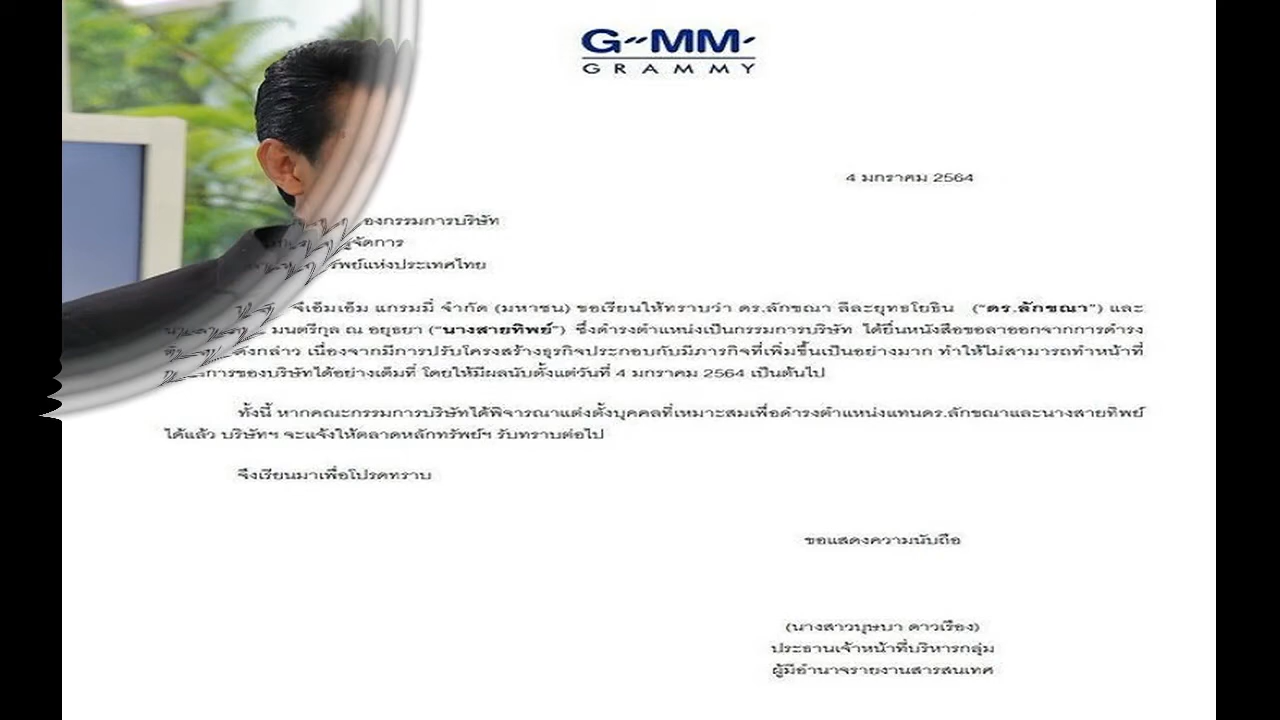 G MM
GRAMMY
4 มกราคม 2564
องกรรมการบริษัท
จัดการ
รัพย์แห่งประเทศไทย
จีเอ็มเอ็ม แกรมมี่ จำกัด (มหาชน) ขอเรียนให้ทราบว่า ดร.ลักขณา ลีละยุทธโยธิน ("ดร.ลักขณา") และ
มนตรีกุล ณ อยุธยา ("นางสายทิพย์") ซึ่งดำรงตำแหน่งเป็นกรรมการบริษัท ได้ยื่นหนังสือขอลาออกจากการดำรง
ดังกล่าว เนื่องจากมีการปรับโครงสร้างธุรกิจประกอบกับมีภารกิจที่เพิ่มขึ้นเป็นอย่างมาก ทำให้ไม่สามารถทำหน้าที่
การของบริษัทได้อย่างเต็มที่ โดยให้มีผลนับตั้งแต่วันที่ 4 มกราคม 2564 เป็นต้นไป
ทั้งนี้ หากคณะกรรมการบริษัทได้พิจารณาแต่งตั้งบุคคลที่เหมาะสมเพื่อดำรงตำแหน่งแทนดร.ลักขณาและนางสายทิพย์
ได้แล้ว บริษัทฯ จะแจ้งให้ตลาดหลักทรัพย์ฯ รับทราบต่อไป
จึงเรียนมาเพื่อโปรดทราบ
ขอแสดงความนับถือ
(นางสาวบุษบา ดาวเรือง)
ประธานเจ้าหน้าที่บริหารกลุ่ม
ผู้มีอำนาจรายงานสารสนเทศ